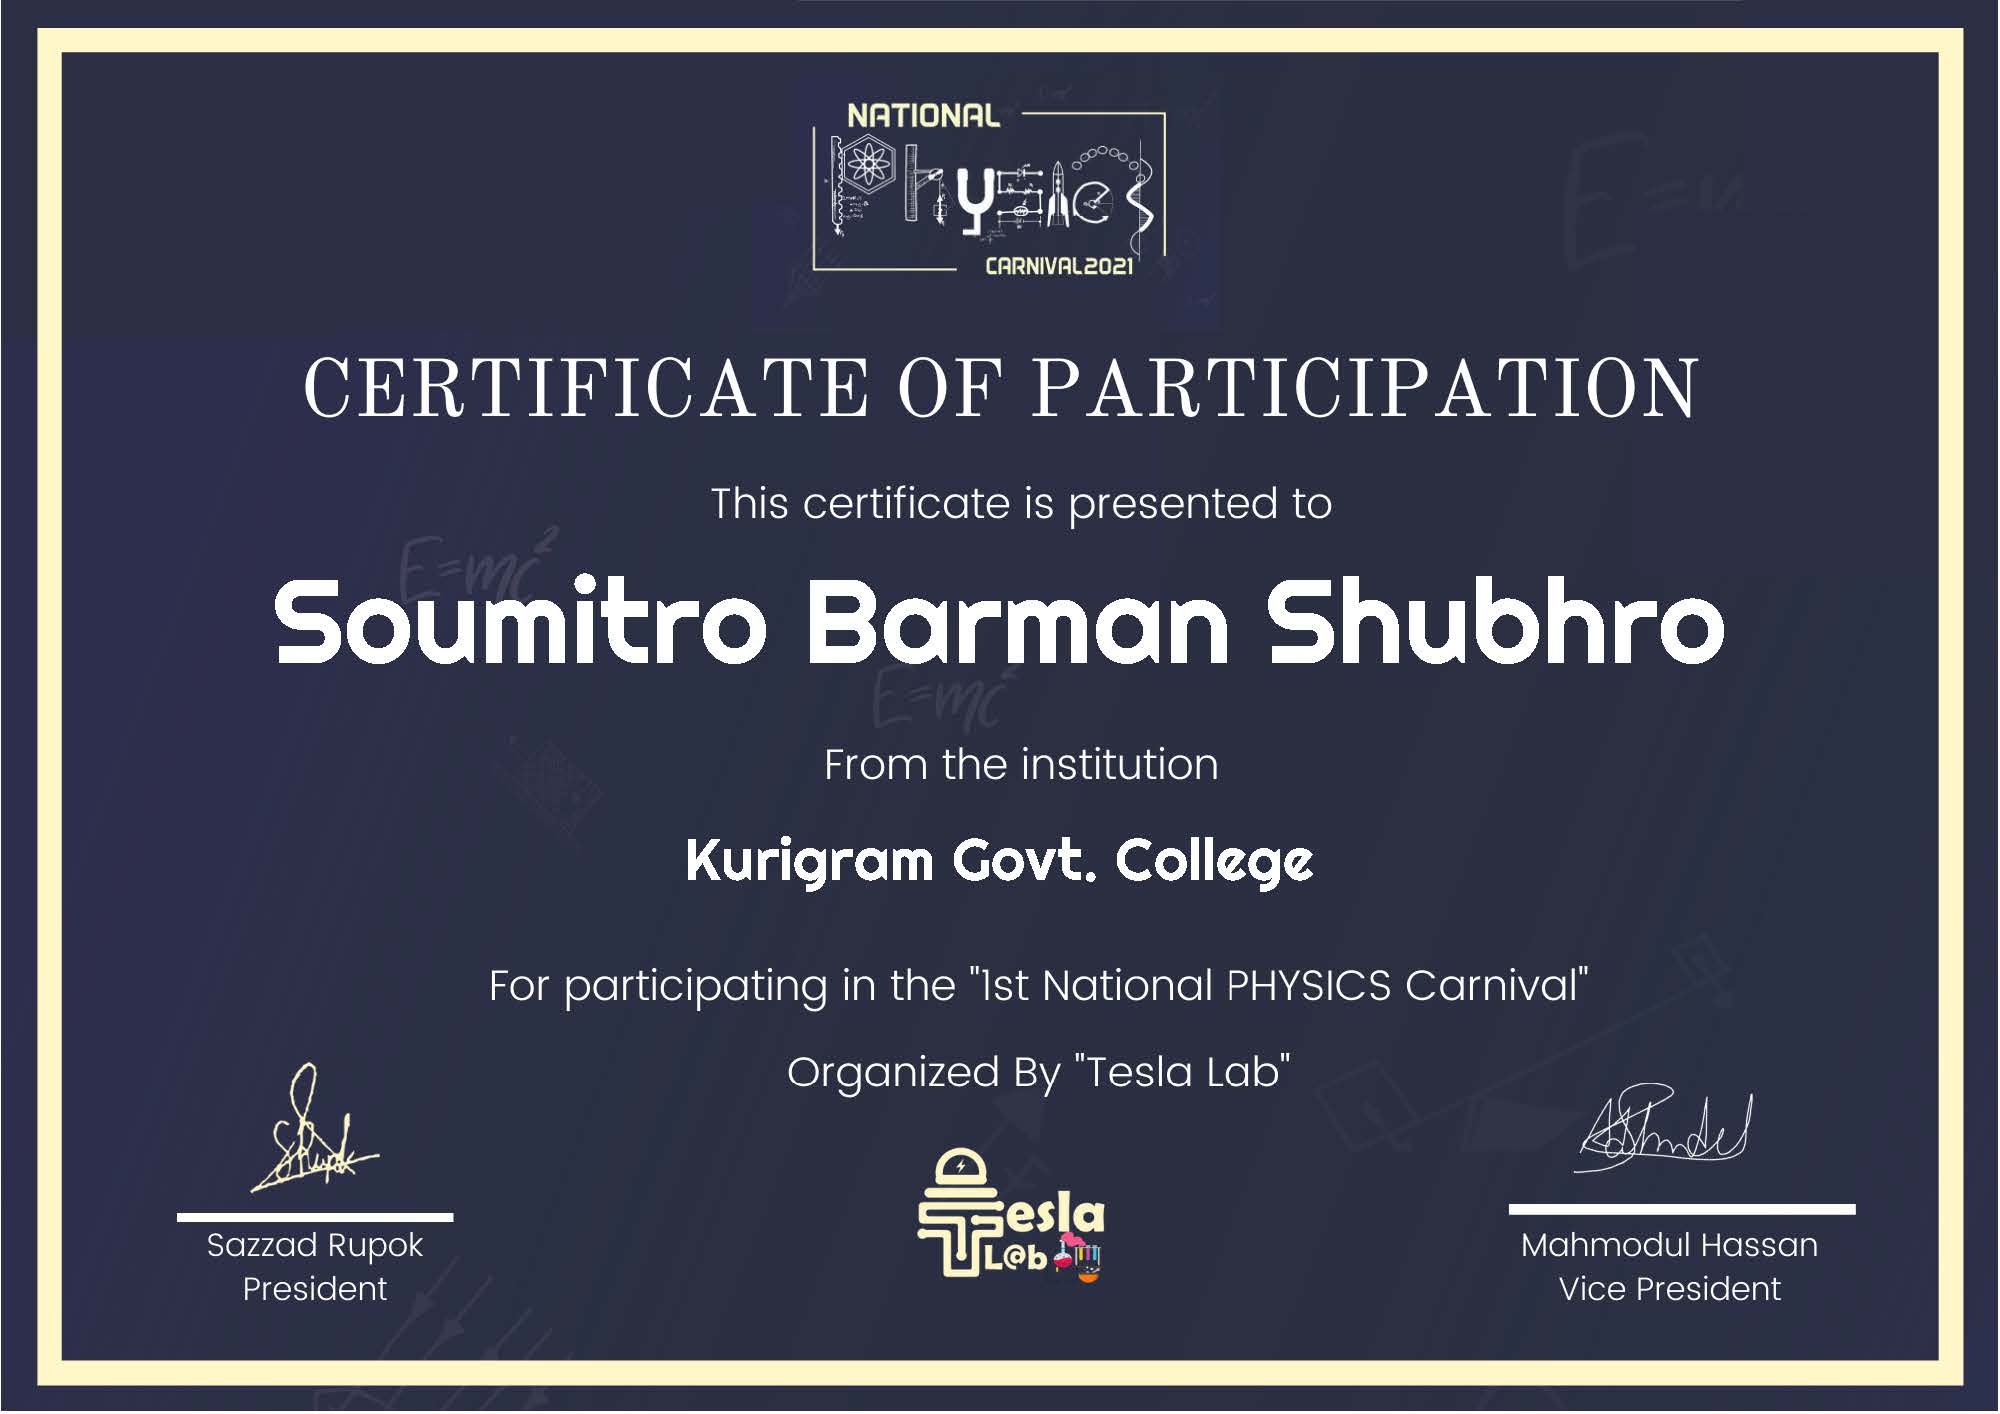 NATIONAL
Physics
CARNIVAL2021
CERTIFICATE OF PARTICIPATION
This certificate is presented to
E=mc²
E=m
Soumitro Barman Shubhro
E=mc²
From the institution
Kurigram Govt. College
For participating in the "1st National PHYSICS Carnival"
Organized By "Tesla Lab"
Tesla
L@b
Sazzad Rupok
President
Mahmodul Hassan
Vice President